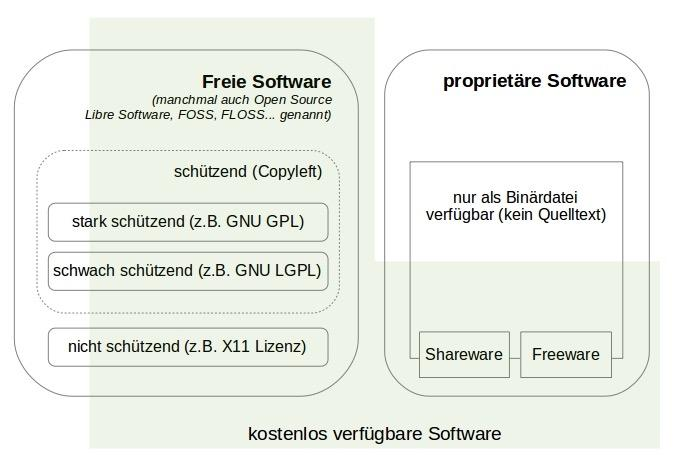 Freie Software
(manchmal auch Open Source
Libre Software, FOSS, FLOSS... genannt)
schützend (Copyleft)
stark schützend (z.B. GNU GPL)
schwach schützend (z.B. GNU LGPL)
nicht schützend (z.B. X11 Lizenz)
proprietäre Software
nur als Binärdatei
verfügbar (kein Quelltext)
Shareware
Freeware
kostenlos verfügbare Software